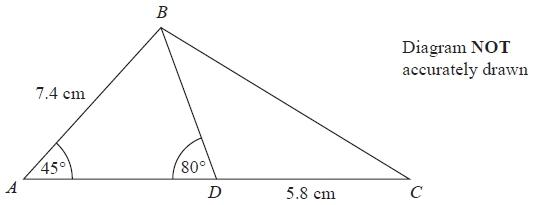 B
Diagram NOT
accurately drawn
7.4 cm
45°
80°
A
D
C
5.8 cm